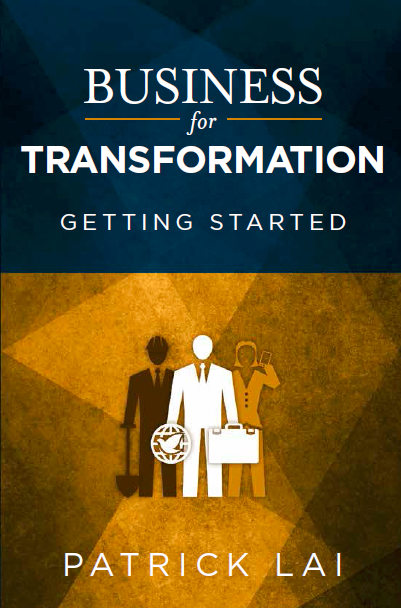 BUSINESS
for
TRANSFORMATION
GETTING STARTED
PATRICK LAI